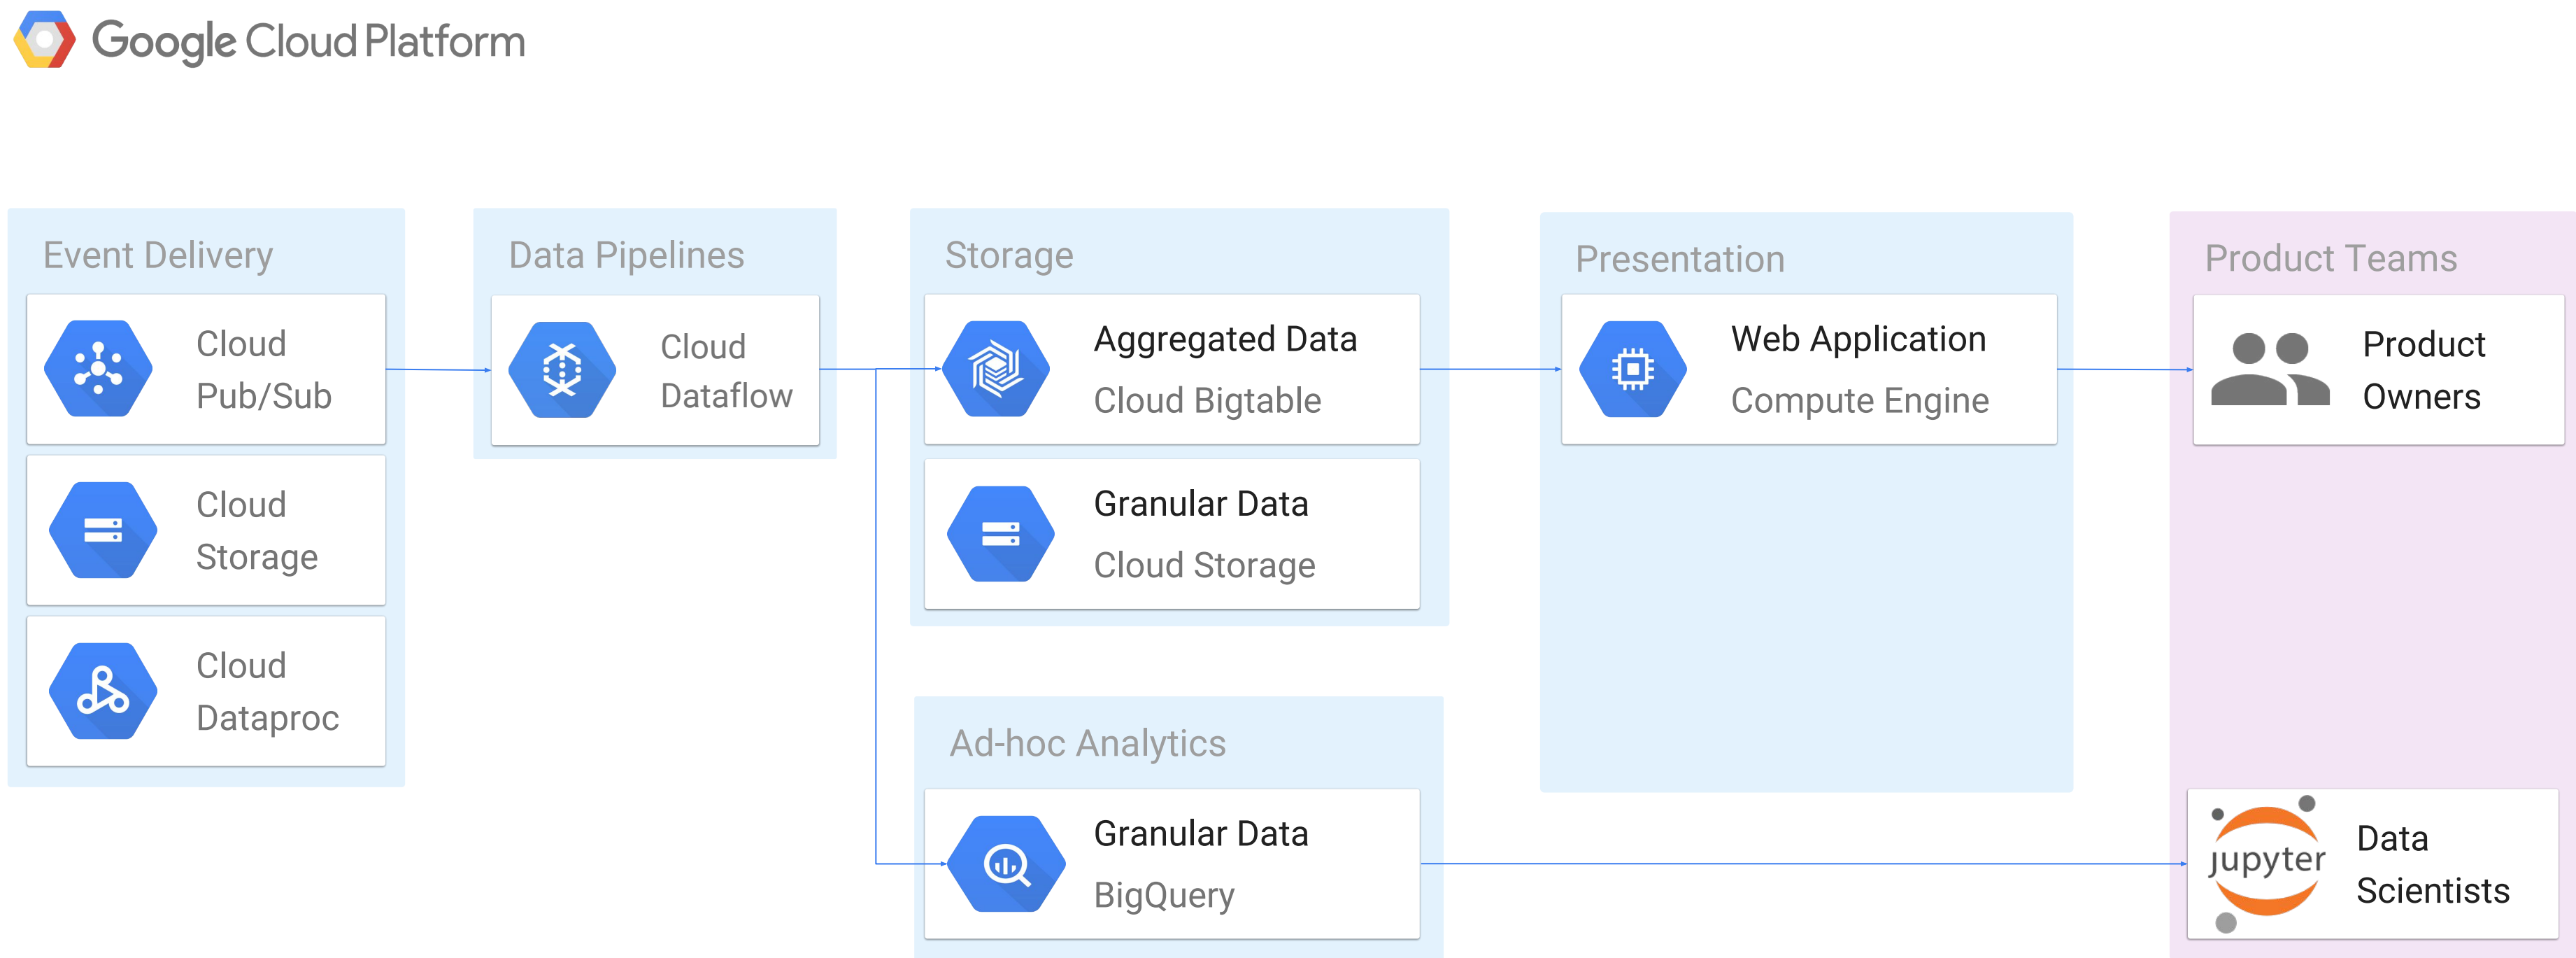 Google Cloud Platform
Event Delivery
Cloud
Pub/Sub
Cloud
Storage
Cloud
Dataproc
Data Pipelines
Cloud
Dataflow
Storage
Aggregated Data
Cloud Bigtable
Granular Data
Cloud Storage
Ad-hoc Analytics
Granular Data
BigQuery
Presentation
Web Application
Compute Engine
Product Teams
Product
Owners
jupyter
Data
Scientists